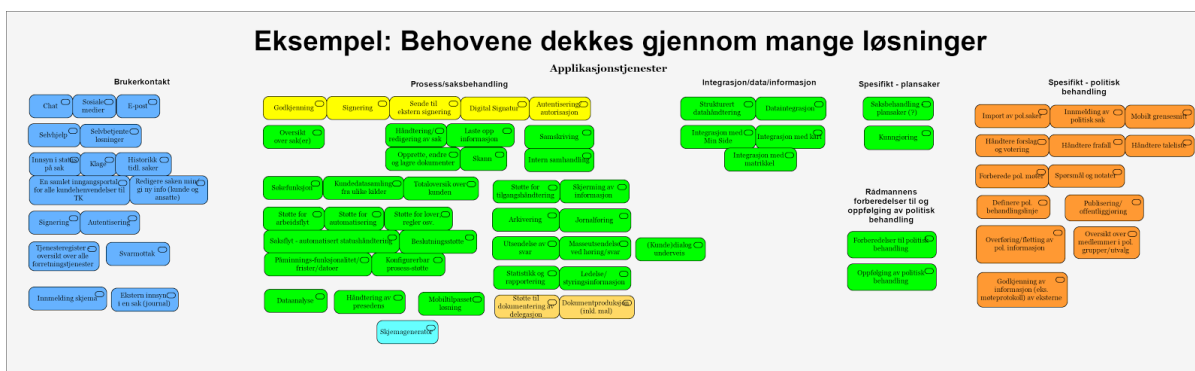 Eksempel: Behovene dekkes gjennom mange løsninger
Applikasjonstjenester
Brukerkontakt
Chat
Sosiale
medier
E-post
Selvhjelp
Selvbetjente
løsninger
Innsyn i status
på sak
Klage
Historikk
tidl. saker
En samlet inngangsportal
for alle kundehenvendelser til
TK
Redigere saken min/
gi ny info (kunde og
ansatte)
Signering
Autentisering
Tjenesteregister
oversikt over alle
forretningstjenester
Svarmottak
Innmelding skjema
Ekstern innsyn
i en sak (journal)
Prosess/saksbehandling
Godkjenning
Signering
Sende til
ekstern signering
Digital Signatur
Autentisering/
autorisasjon
Oversikt
over sak(er)
Håndtering/
redigering av sak
Laste opp
informasjon
Opprette, endre
og lagre dokumenter
Skann
Samskriving
Intern samhandling
Søkefunksjon
Kundedatasamling
fra ulike kilder
Totaloversikt over
kunden
Støtte for
arbeidsflyt
Støtte for
automatisering
Støtte for lover,
regler osv.
Saksflyt - automatisert statushåndtering
Beslutningsstøtte
Planinnings-funksjonalitet/
frister/datoer
Konfigurerbar
prosess-støtte
Dataanalyse
Håndtering av
presedens
Mobiltilpasset
løsning
Støtte for
tilgangshåndtering
Skjerming av
informasjon
Arkivering
Journalføring
Utsendelse av
svar
Masseutsendelse
ved høring/svar
(Kunde)dialog
underveis
Statistikk og
rapportering
Ledelse/
styringsinformasjon
Støtte til
dokumentering av
delegasjon
Dokumentproduksjon
(inkl. mal)
Skjemagenerator
Integrasjon/data/informasjon
Strukturert
datahåndtering
Dataintegrasjon
Integrasjon med
Min Side
Integrasjon med kart
Integrasjon med
matrikkel
Spesifikt - plansaker
Saksbehandling
plansaker (?)
Kunngjøring
Rådmannens
forberedelser til og
oppfølging av politisk
behandling
Forberedelser til politisk
behandling
Oppfølging av politisk
behandling
Spesifikt - politisk
behandling
Import av pol.saker
Innmelding av
politisk sak
Mobilt grensesnitt
Håndtere forslag
og votering
Håndtere frafall
Håndtere taleliste
Forberede pol. møter
Spørsmål og notater
Definere pol.
behandlingslinje
Publisering/
offentliggjøring
Overføring/fletting av
pol. informasjon
Oversikt over
medlemmer i pol.
grupper/utvalg
Godkjenning av
informasjon (eks.
møteprotokoll) av eksterne